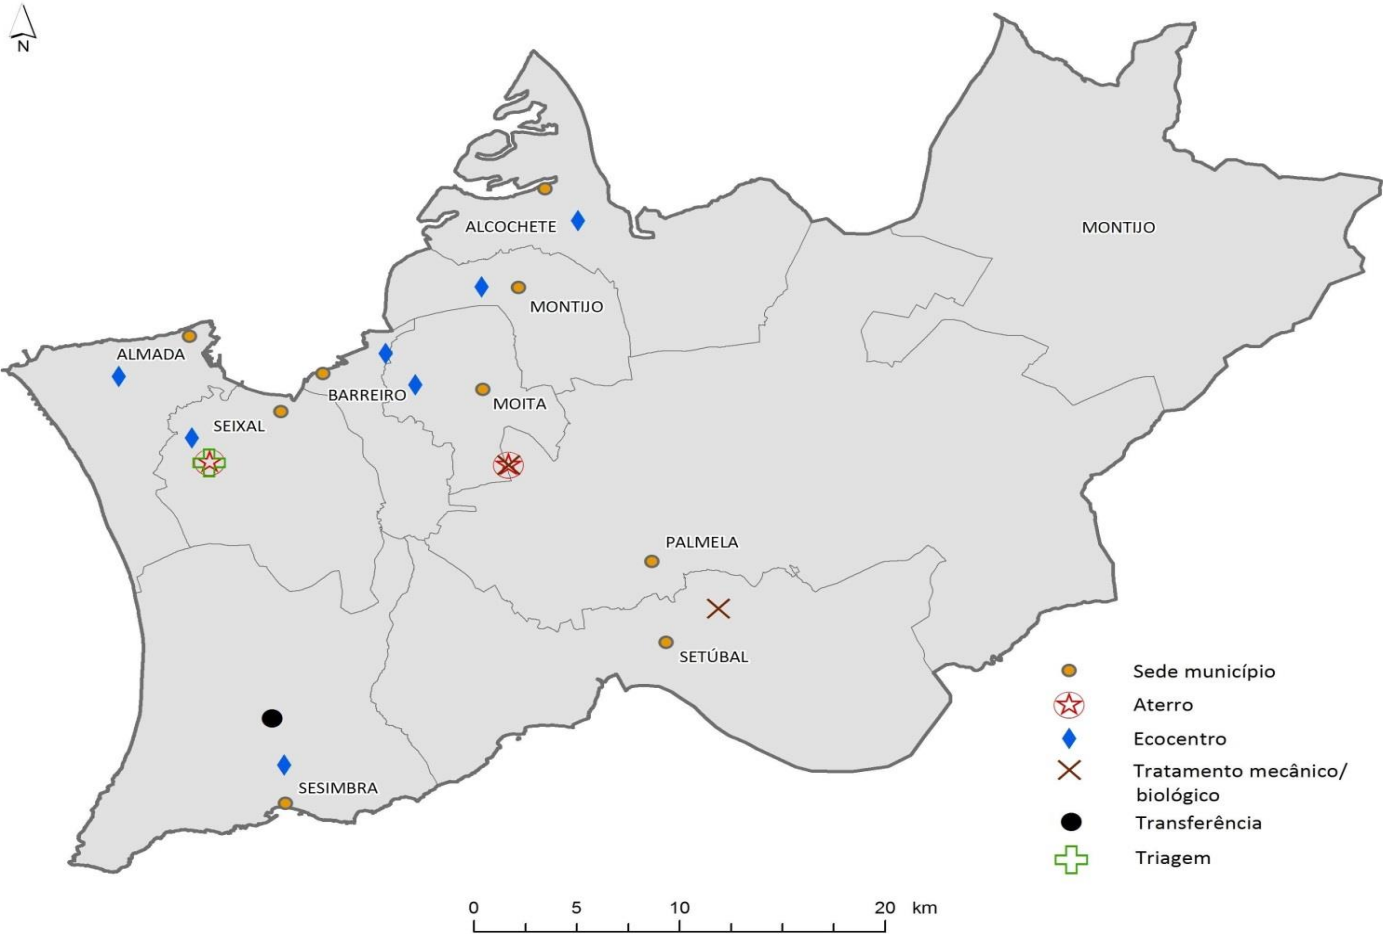 N
ALCOCHETE
MONTIJO
MONTIJO
ALMADA
BARREIRO
MOITA
SEIXAL
PALMELA
SETÚBAL
SESIMBRA
Sede município
Aterro
Ecocentro
Tratamento mecânico/
biológico
Transferência
Triagem
0 5 10 20 km